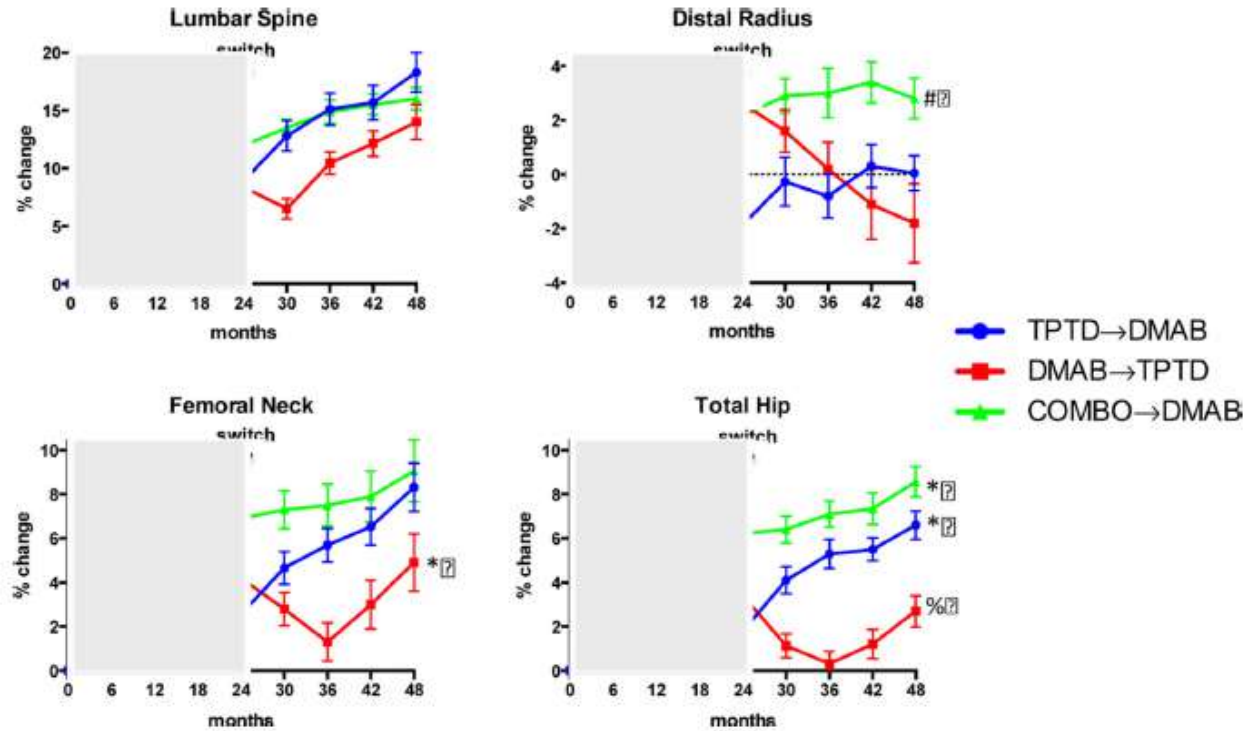 Lumbar Spine
switch
20
15
10
5
0
% change
0 6 12 18 24 30 36 42 48
months
Distal Radius
switch
4
2
0
-2
-4
% change
0 6 12 18 24 30 36 42 48
#⍰
months
TPTD→DMAB
DMAB→TPTD
COMBO→DMAB
Femoral Neck
switch
10
8
6
4
2
0
% change
0 6 12 18 24 30 36 42 48
*⍰
months
Total Hip
switch
10
8
6
4
2
0
% change
0 6 12 18 24 30 36 42 48
*⍰
*⍰
%⍰
months